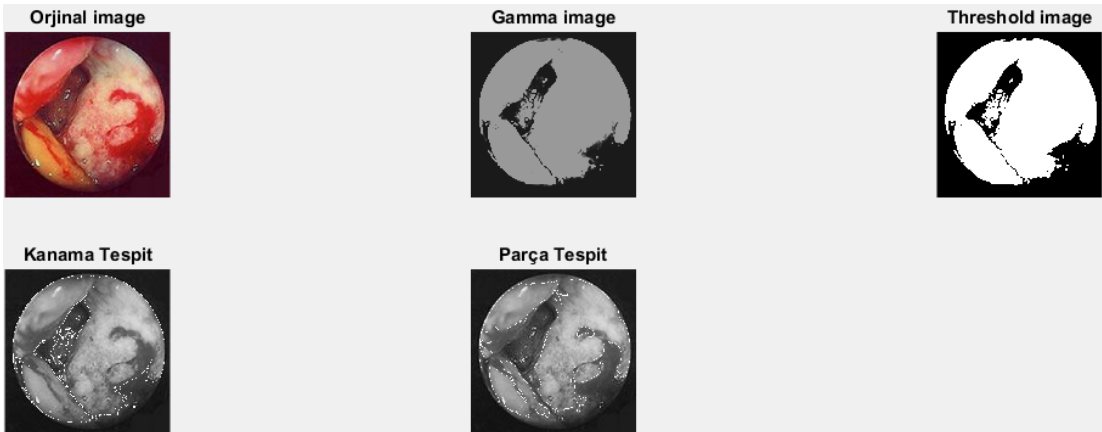 Orjinal image
Gamma image
Threshold image
Kanama Tespit
Parça Tespit